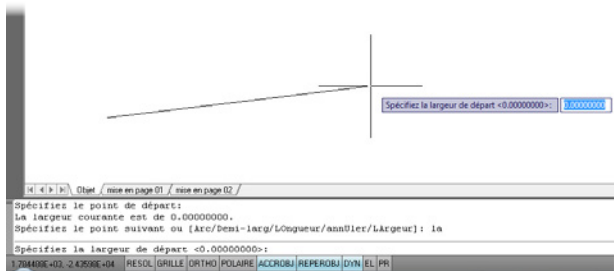 Spécifiez la largeur de départ <0.00000000>: 0.00000000
Objet / mise en page 01 / mise en page 02 /
Spécifiez le point de départ:
La largeur courante est de 0.00000000.
Spécifiez le point suivant ou [Arc/Demi-larg/LOngueur/annUler/LArgeur]: la
Spécifiez la largeur de départ <0.00000000>:
RESOL GRILLE ORTHO POLAIRE ACCROBJ REPEROBJ DYN EL PR